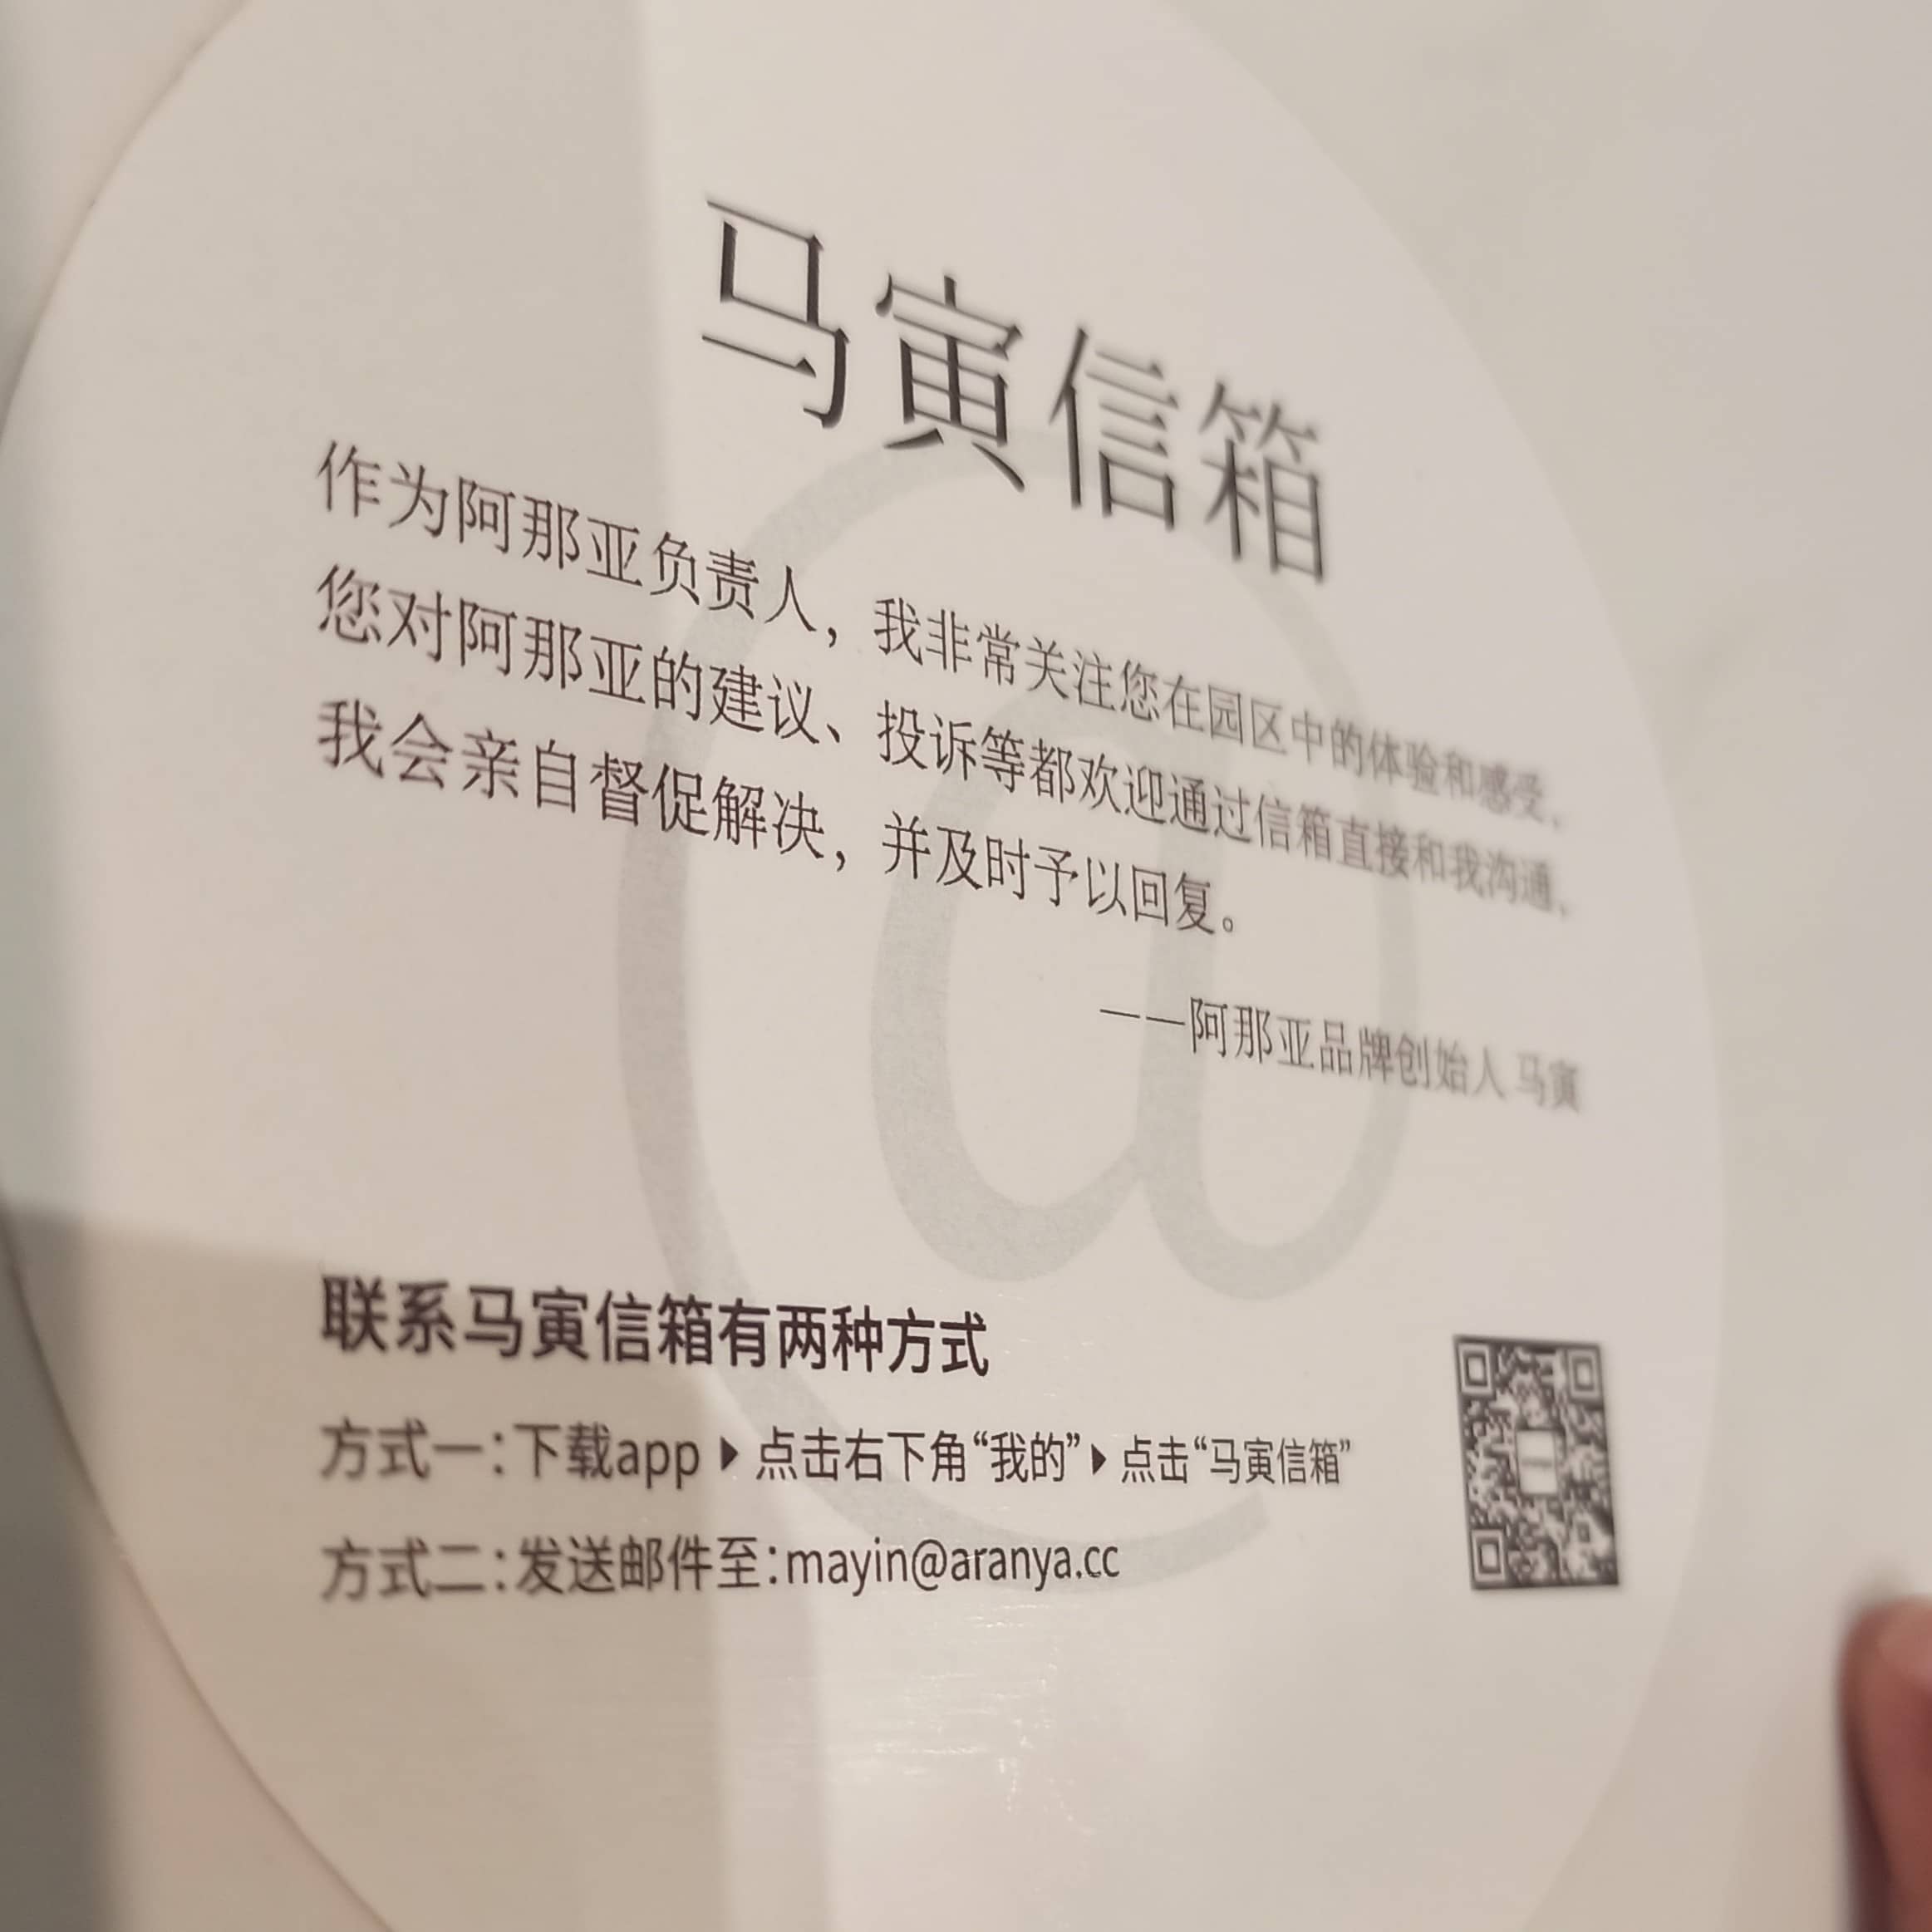 马寅信箱
作为阿那亚负责人，我非常关注您在园区中的体验和感受，
您对阿那亚的建议、投诉等都欢迎通过信箱直接和我沟通，
我会亲自督促解决，并及时予以回复。
——阿那亚品牌创始人 马寅
联系马寅信箱有两种方式
方式一：下载app▶点击右下角“我的”▶点击“马寅信箱”
方式二：发送邮件至：mayin@aranya.cc
@